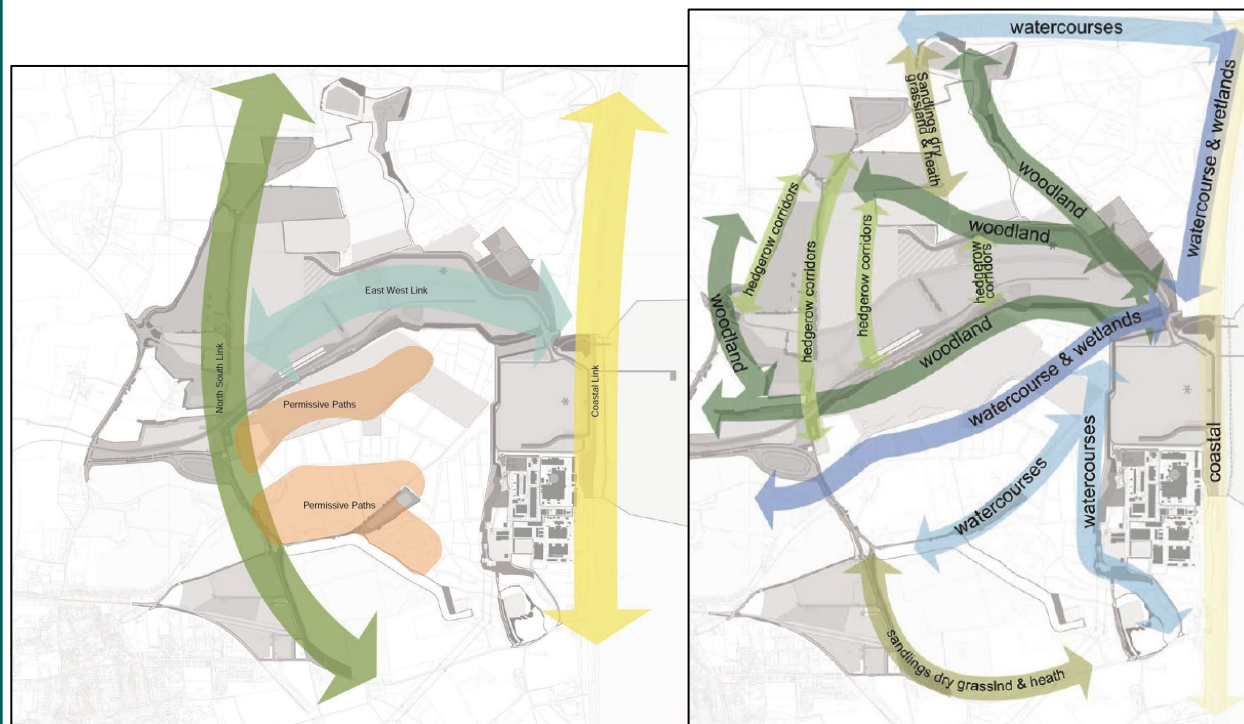 East West Link
North South Link
Coastal Link
Permissive Paths
Permissive Paths
watercourses
watercourse & wetlands
Sandlings dry
grassland & heath
woodland
hedgerow corridors
woodland
hedgerow corridors
hedgerow corridors
hedgerow
corridors
woodland
woodland
watercourse & wetlands
watercourses
watercourses
coastal
sandlings dry grasslnd & heath